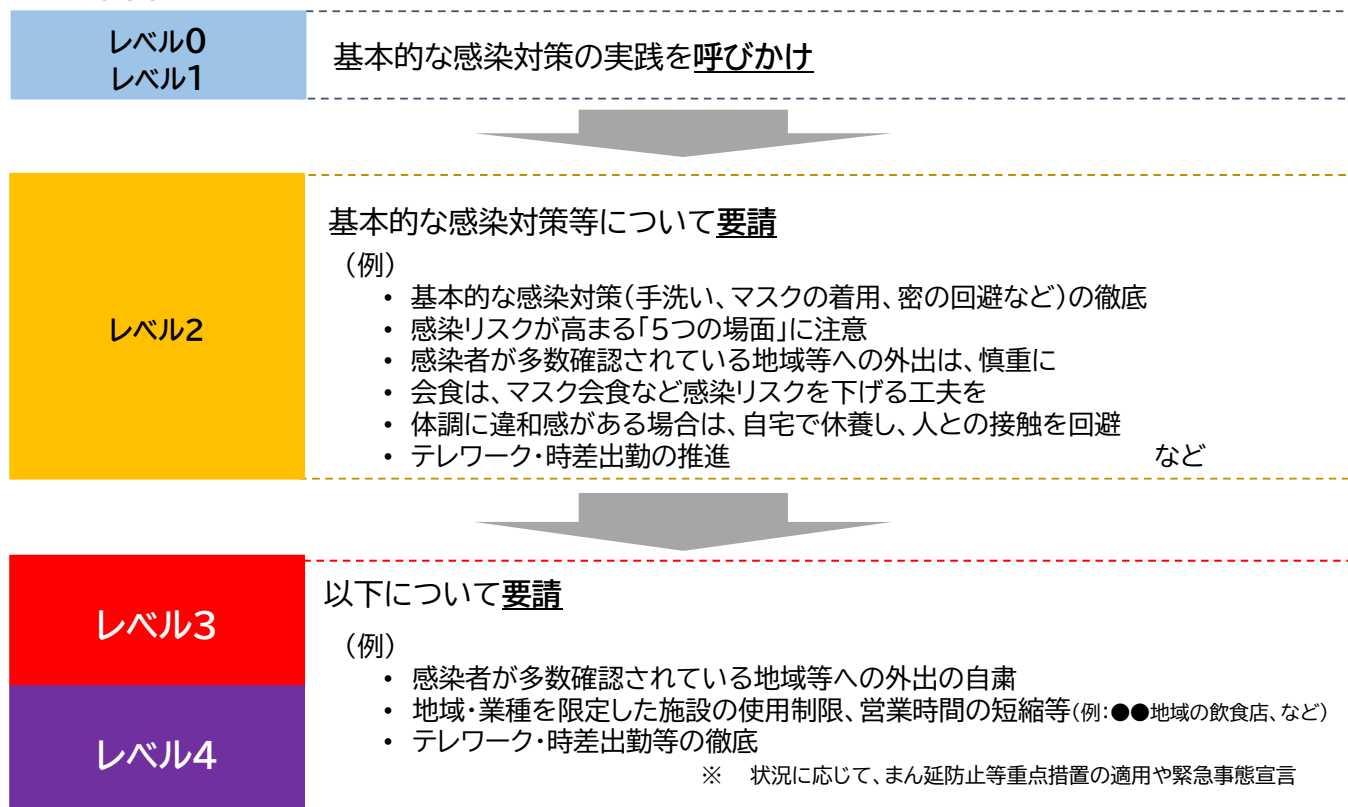 レベル0
レベル1
基本的な感染対策の実践を呼びかけ
レベル2
基本的な感染対策等について要請
（例）
• 基本的な感染対策(手洗い、マスクの着用、密の回避など)の徹底
• 感染リスクが高まる「5つの場面」に注意
• 感染者が多数確認されている地域等への外出は、慎重に
• 会食は、マスク会食など感染リスクを下げる工夫を
• 体調に違和感がある場合は、自宅で休養し、人との接触を回避
• テレワーク・時差出勤の推進 など
レベル3
レベル4
以下について要請
（例）
• 感染者が多数確認されている地域等への外出の自粛
• 地域・業種を限定した施設の使用制限、営業時間の短縮等(例：●●地域の飲食店、など)
• テレワーク・時差出勤等の徹底
※ 状況に応じて、まん延防止等重点措置の適用や緊急事態宣言